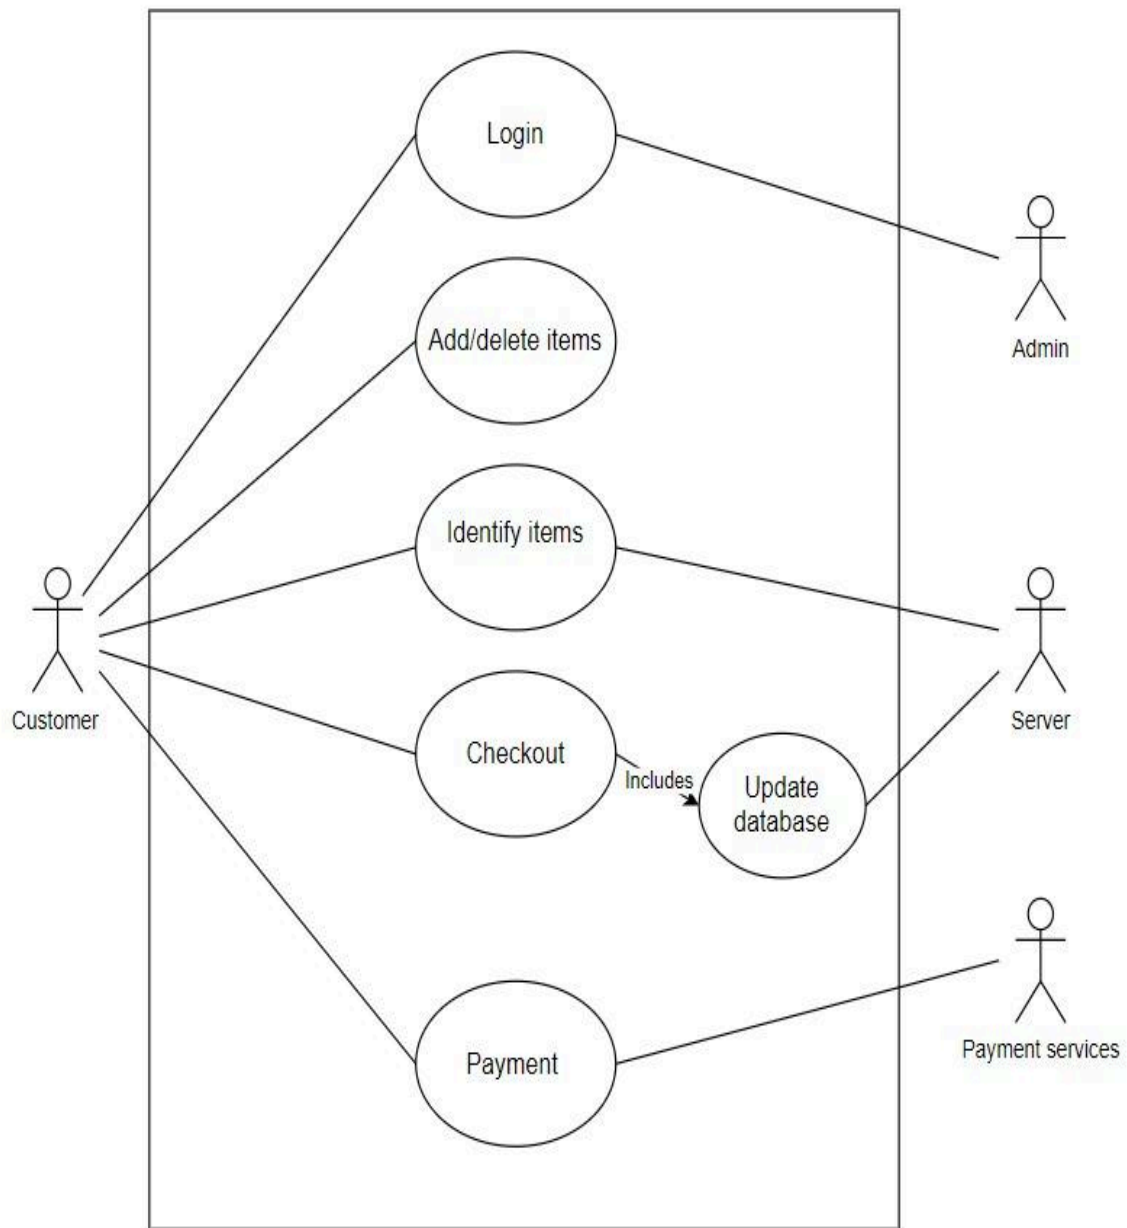 Login
Add/delete items
Admin
Identify items
Customer
Server
Checkout
Includes
Update
database
Payment
Payment services